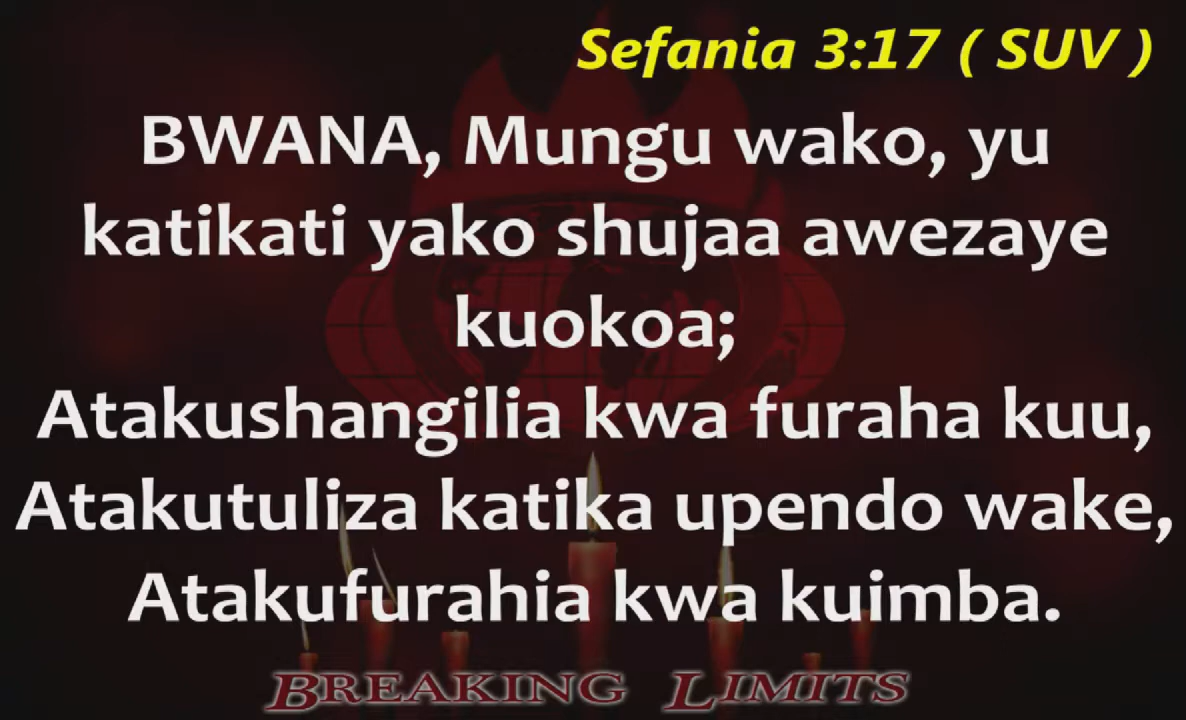 Sefania 3:17 ( SUV )
BWANA, Mungu wako, yu
katikati yako shujaa awezaye
kuokoa;
Atakushangilia kwa furaha kuu,
Atakutuliza katika upendo wake,
Atakufurahia kwa kuimba.
BREAKING LIMITS